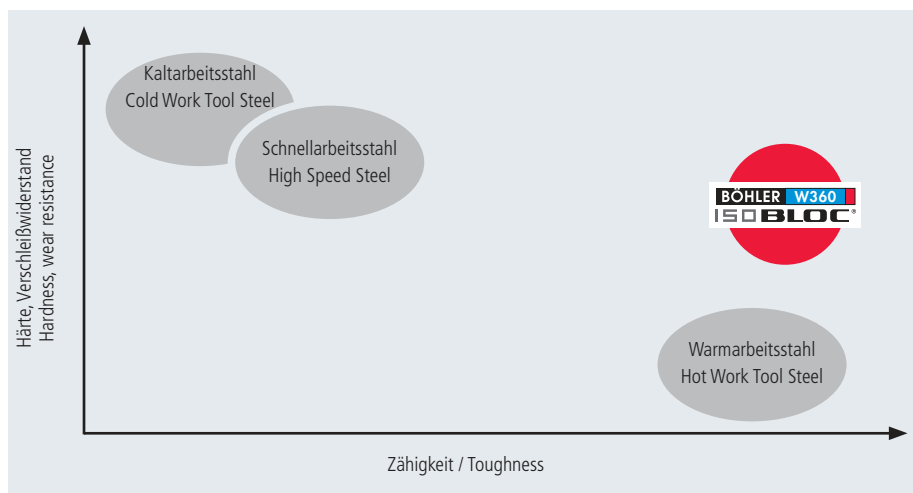 Kaltarbeitsstahl
Cold Work Tool Steel
Schnellarbeitsstahl
High Speed Steel
BÖHLER W360
ISOBLOC®
Warmarbeitsstahl
Hot Work Tool Steel
Härte, Verschleißwiderstand
Hardness, wear resistance
Zähigkeit / Toughness